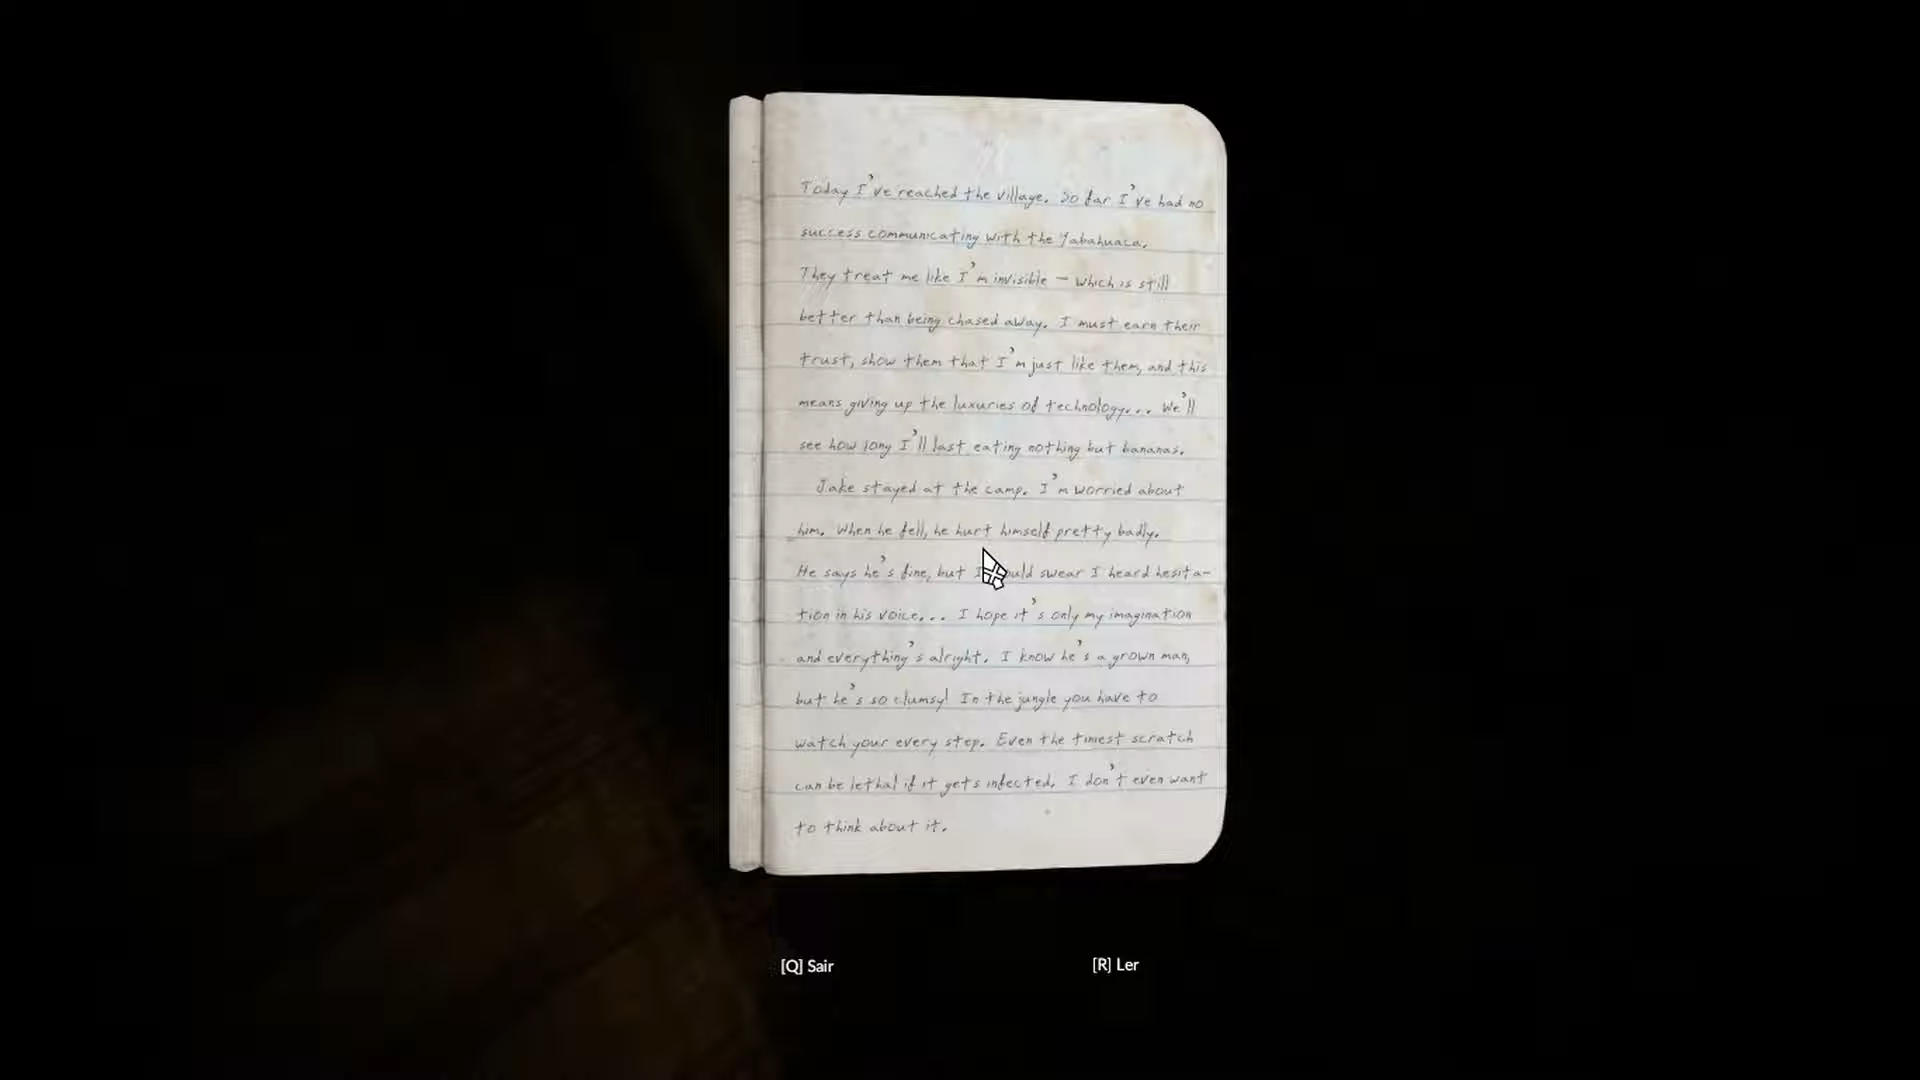 Today I've reached the village. So far I've had no
success communicating with the Yabahuaca.
They treat me like I'm invisible – which is still
better than being chased away. I must earn their
trust, show them that I'm just like them, and this
means giving up the luxuries of technology... We'll
see how long I'll last eating nothing but bananas.
Jake stayed at the camp. I'm worried about
him. When he fell, he hurt himself pretty badly.
He says he's fine, but I could swear I heard hesita-
tion in his voice... I hope it's only my imagination
and everything's alright. I know he's a grown man,
but he's so clumsy! In the jungle you have to
watch your every step. Even the tiniest scratch
can be lethal if it gets infected. I don't even want
to think about it.
[Q] Sair
[R] Ler